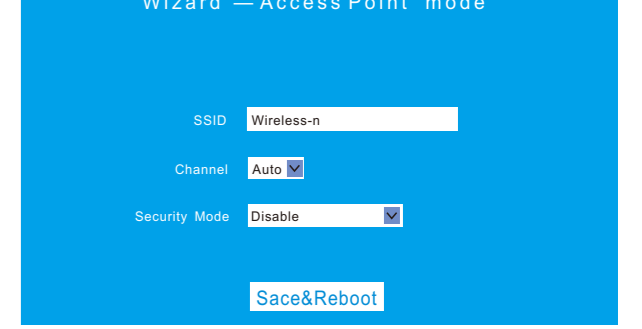 Wizard — Access Point mode
SSID Wireless-n
Channel Auto
Security Mode Disable
Sace&Reboot